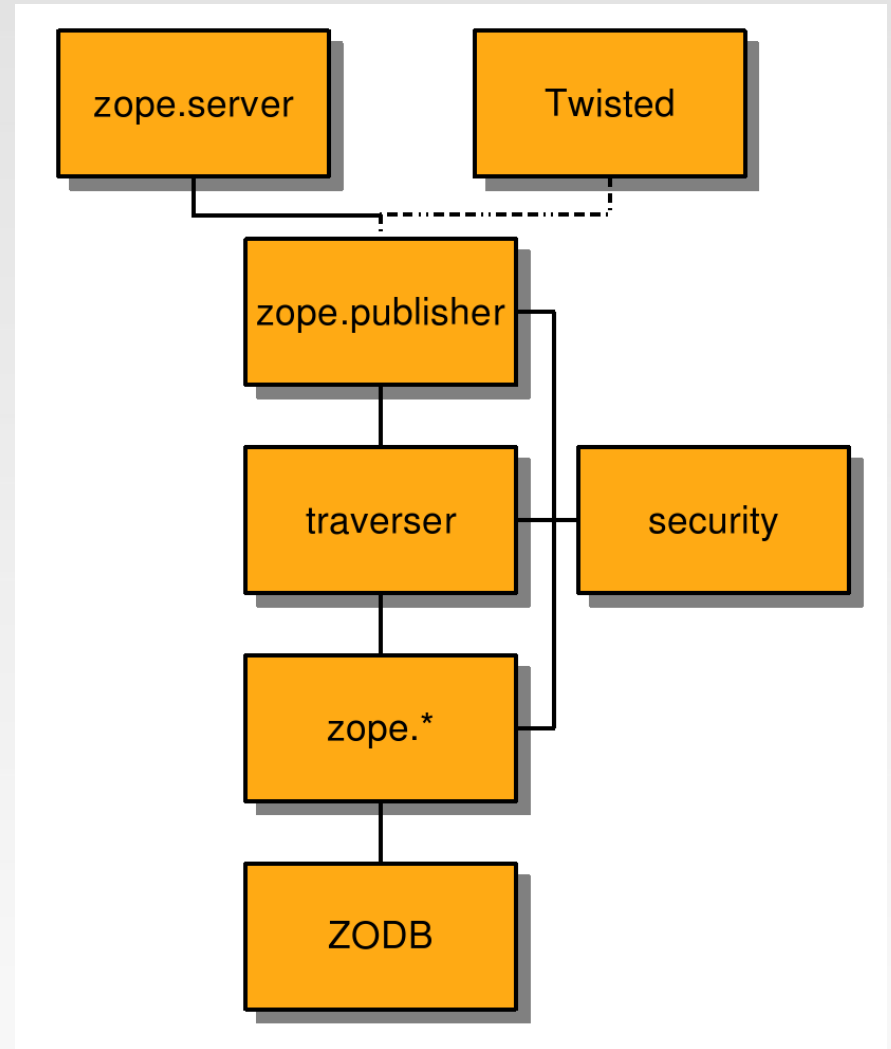 zope.server
Twisted
zope.publisher
traverser
security
zope.*
ZODB